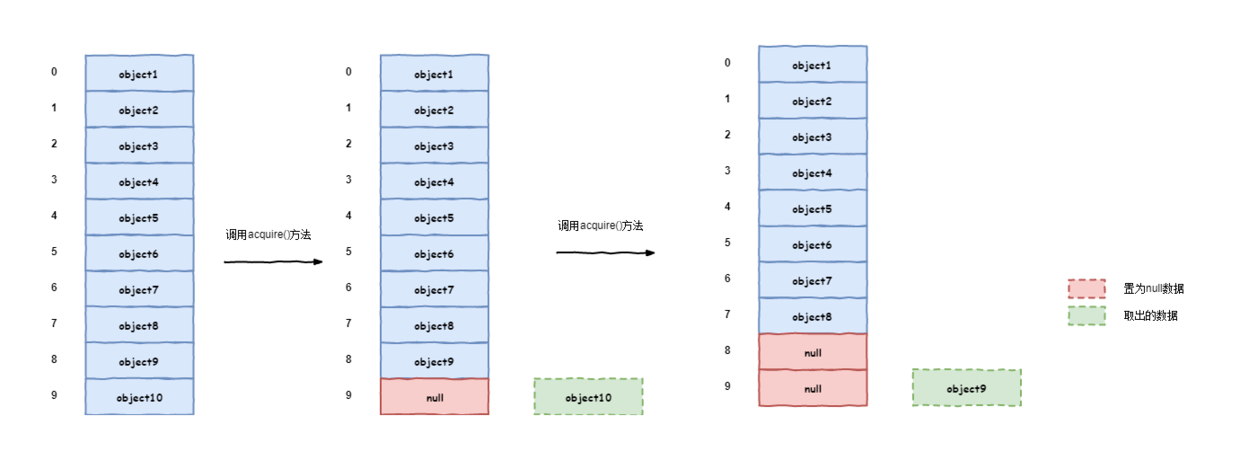 0 object1
1 object2
2 object3
3 object4
4 object5
5 object6
6 object7
7 object8
8 object9
9 object10
调用acquire()方法
0 object1
1 object2
2 object3
3 object4
4 object5
5 object6
6 object7
7 object8
8 object9
9 null
object10
调用acquire()方法
0 object1
1 object2
2 object3
3 object4
4 object5
5 object6
6 object7
7 object8
8 null
9 null
object9
置为null数据
取出的数据